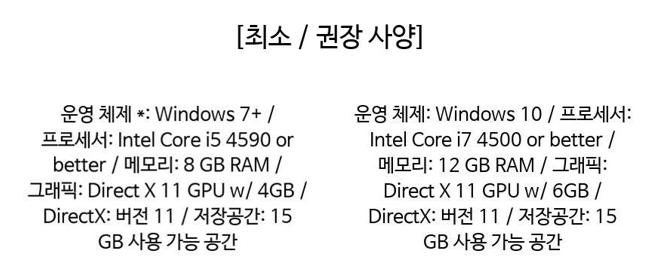 [최소 / 권장 사양]
운영 체제 *: Windows 7+ /
프로세서: Intel Core i5 4590 or
better / 메모리: 8 GB RAM /
그래픽: Direct X 11 GPU w/ 4GB /
DirectX: 버전 11 / 저장공간: 15
GB 사용 가능 공간
운영 체제: Windows 10 / 프로세서:
Intel Core i7 4500 or better /
메모리: 12 GB RAM / 그래픽:
Direct X 11 GPU w/ 6GB /
DirectX: 버전 11 / 저장공간: 15
GB 사용 가능 공간